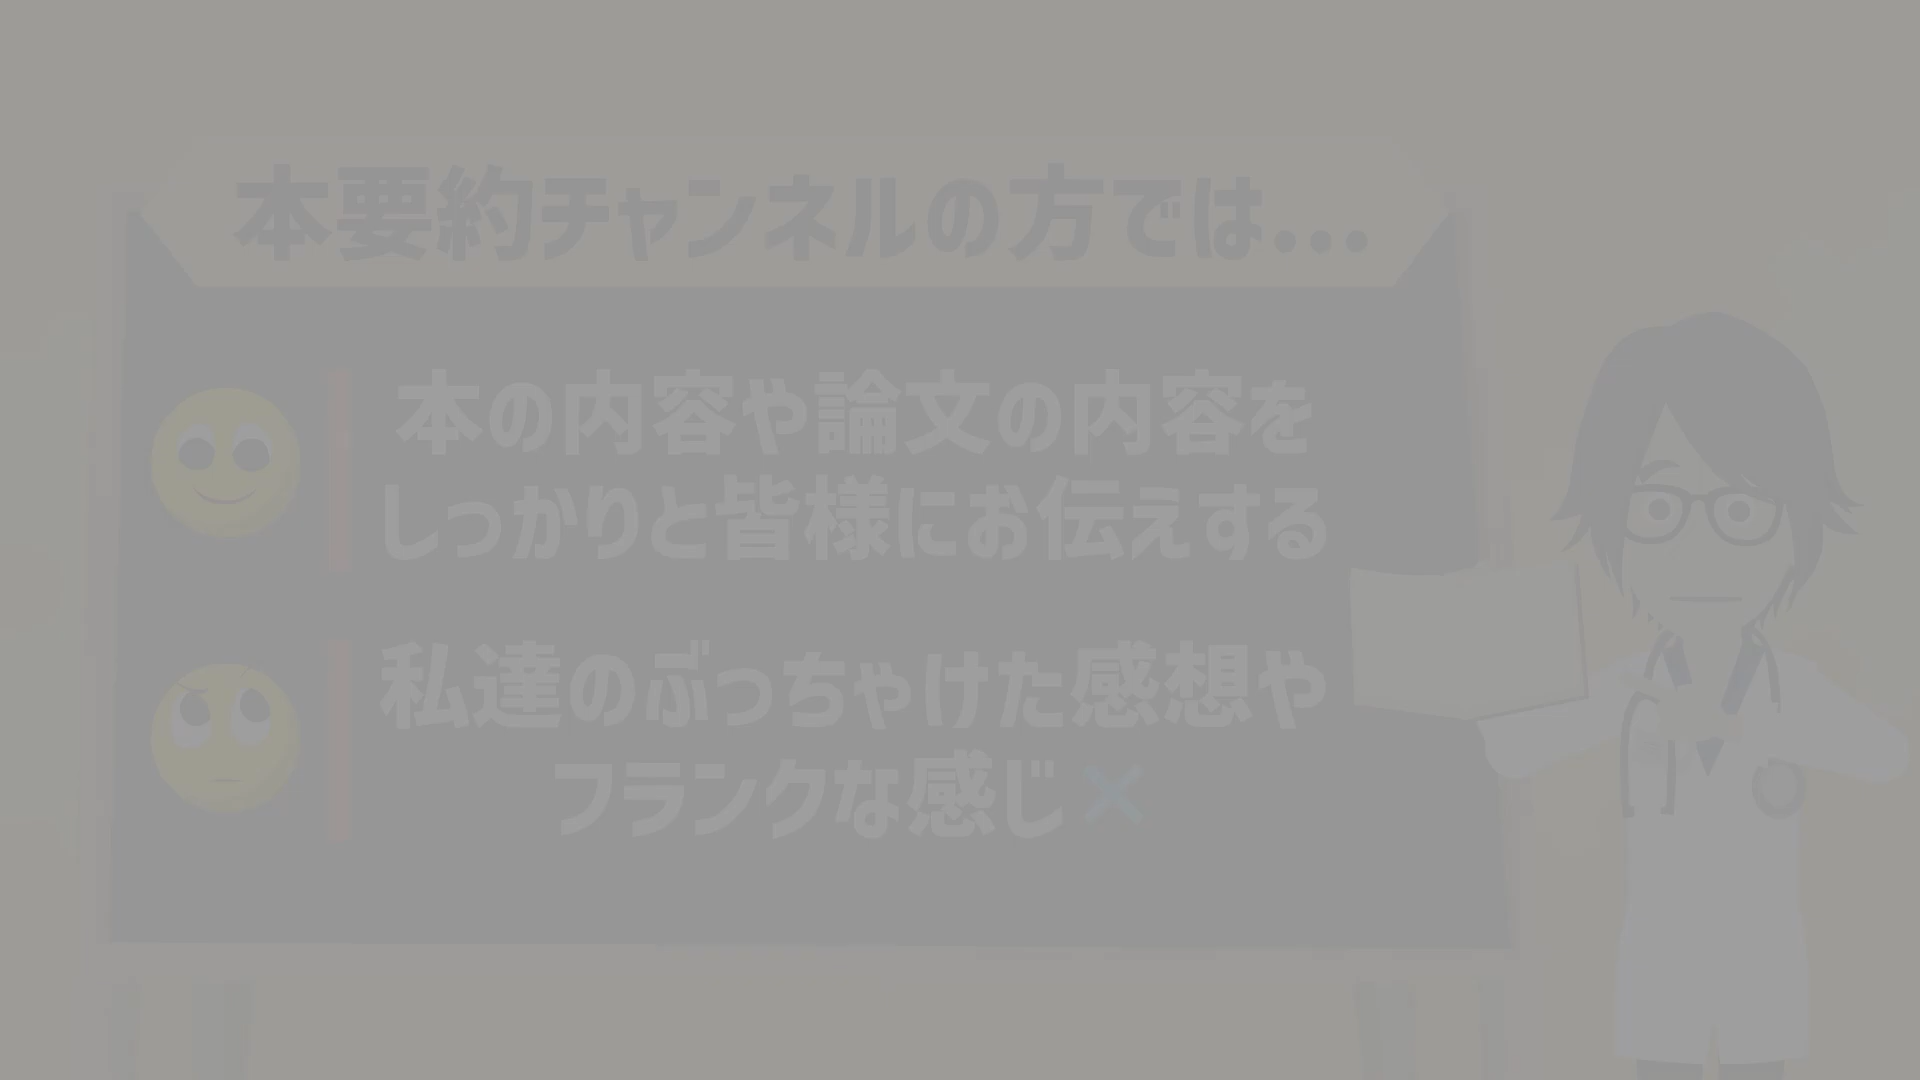 本要約チャンネルの方では...
本の内容や論文の内容を
しっかりと皆様にお伝えする
私達のぶっちゃけた感想や
フランクな感じ×